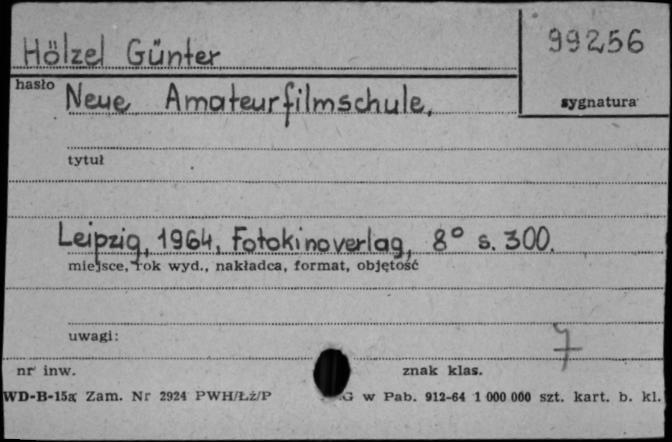 Hölzel Günter
99256
hasło
sygnatura
Neue Amateurfilmschule,
tytuł
Leipzig, 1964, Fotokinoverlag, 8° s. 300.
miejsce, rok wyd., nakładca, format, objętość
uwagi:
7
nr inw.
znak klas.
WD-B-15a Zam. Nr 2924 PWH/Łż/P G w Pab. 912-64 1 000 000 szt. kart. b. kl.